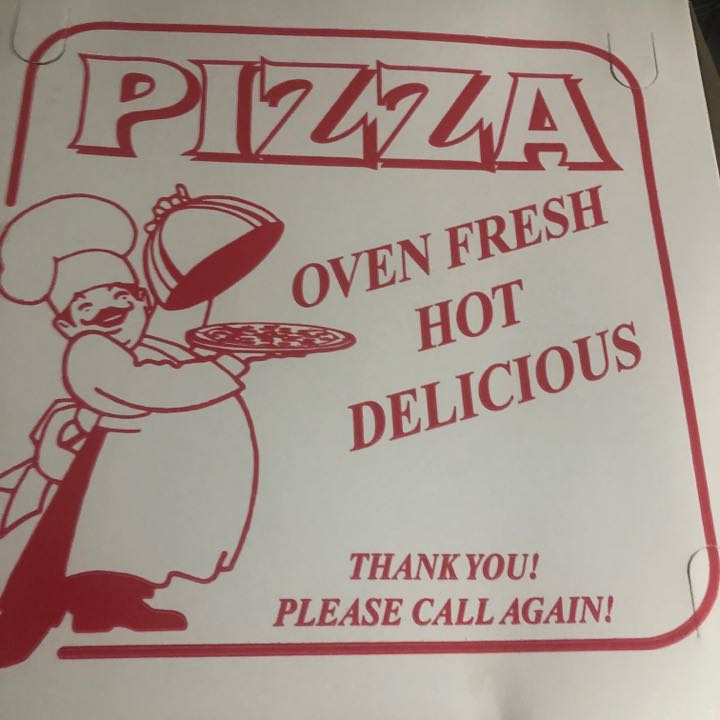 PIZZA
OVEN FRESH
HOT
DELICIOUS
THANK YOU!
PLEASE CALL AGAIN!